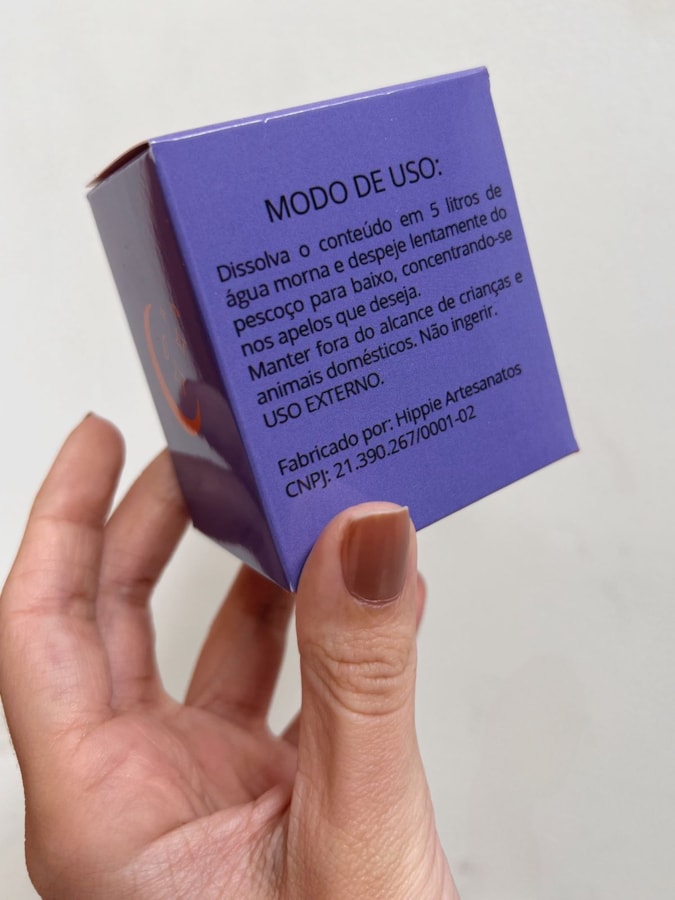 MODO DE USO:
Dissolva o conteúdo em 5 litros de
água morna e despeje lentamente do
pescoço para baixo, concentrando-se
nos apelos que deseja.
Manter fora do alcance de crianças e
animais domésticos. Não ingerir.
USO EXTERNO.
Fabricado por: Hippie Artesanatos
CNPJ: 21.390.267/0001-02